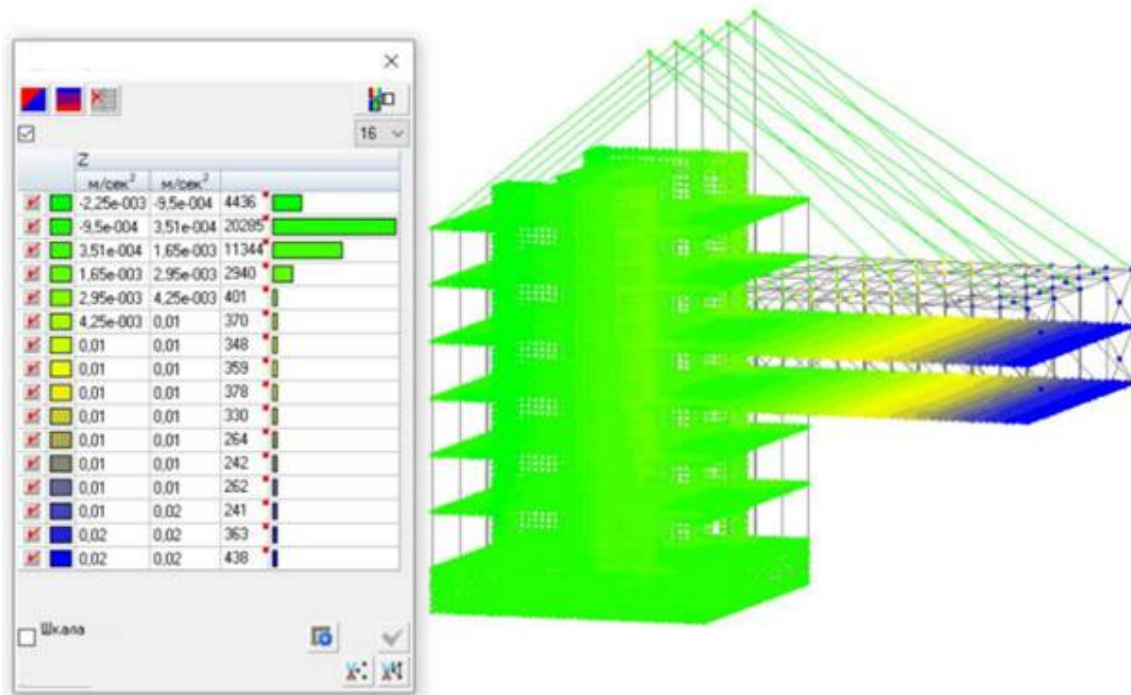 16
Z
м/сек² м/сек²
-2,25e-003 -9,5e-004 4436
-9,5e-004 3,51e-004 20285
3,51e-004 1,65e-003 11344
1,65e-003 2,95e-003 2940
2,95e-003 4,25e-003 401
4,25e-003 0,01 370
0,01 0,01 348
0,01 0,01 359
0,01 0,01 378
0,01 0,01 330
0,01 0,01 264
0,01 0,01 242
0,01 0,01 262
0,01 0,02 241
0,02 0,02 363
0,02 0,02 438
Шкала